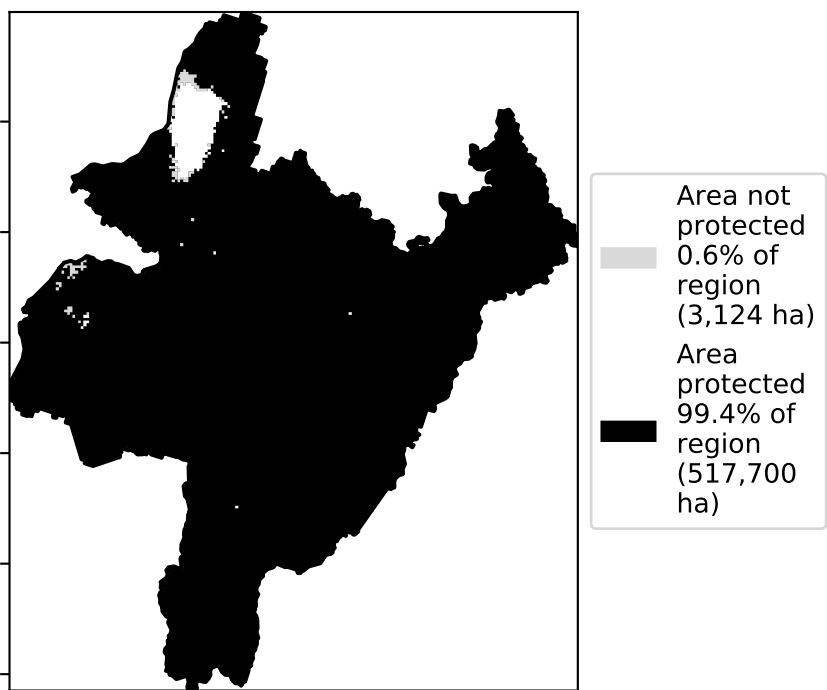 Area not
protected
0.6% of
region
(3,124 ha)
Area
protected
99.4% of
region
(517,700
ha)